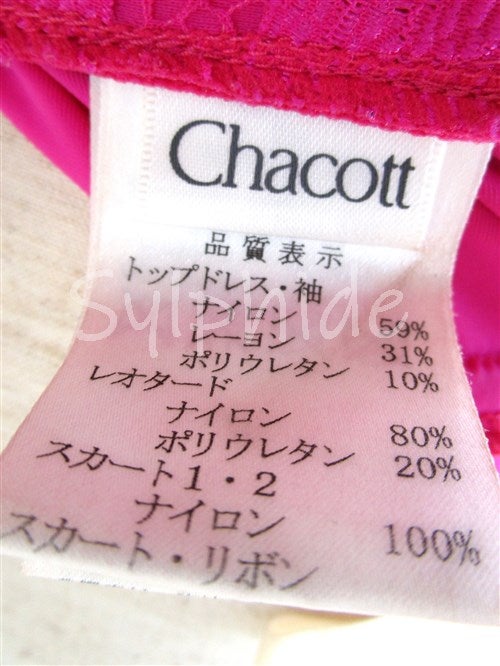 Chacott
品質表示
トップドレス・袖
ナイロン 59%
レーヨン 31%
ポリウレタン 10%
レオタード
ナイロン 80%
ポリウレタン 20%
スカート1・2
ナイロン 100%
スカート・リボン
Sylphide